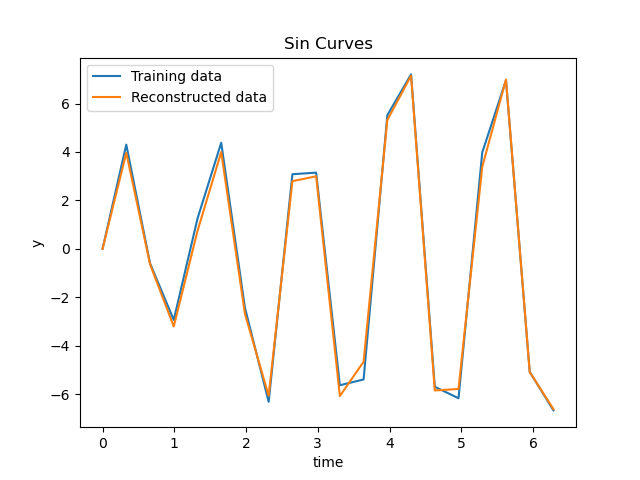 Sin Curves
Training data
Reconstructed data
6
4
2
0
−2
−4
−6
y
0 1 2 3 4 5 6
time